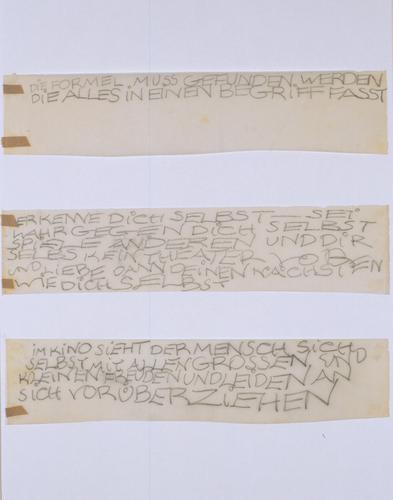 DIE FORMEL MUSS GEFUNDEN WERDEN
DIE ALLES IN EINEN BEGRIFF FASST
ERKENNE DICH SELBST — SEI
WAHR GEGEN DICH SELBST
SPIELE ANDEREN UND DIR
SELBST KEIN THEATER VOR
UND LIEBE DANN DEINEN NÄCHSTEN
WIE DICH SELBST
IM KINO SIEHT DER MENSCH SICH
SELBST MIT ALLEN GROSSEN UND
KLEINEN FREUDEN UND LEIDEN AN
SICH VORÜBERZIEHEN